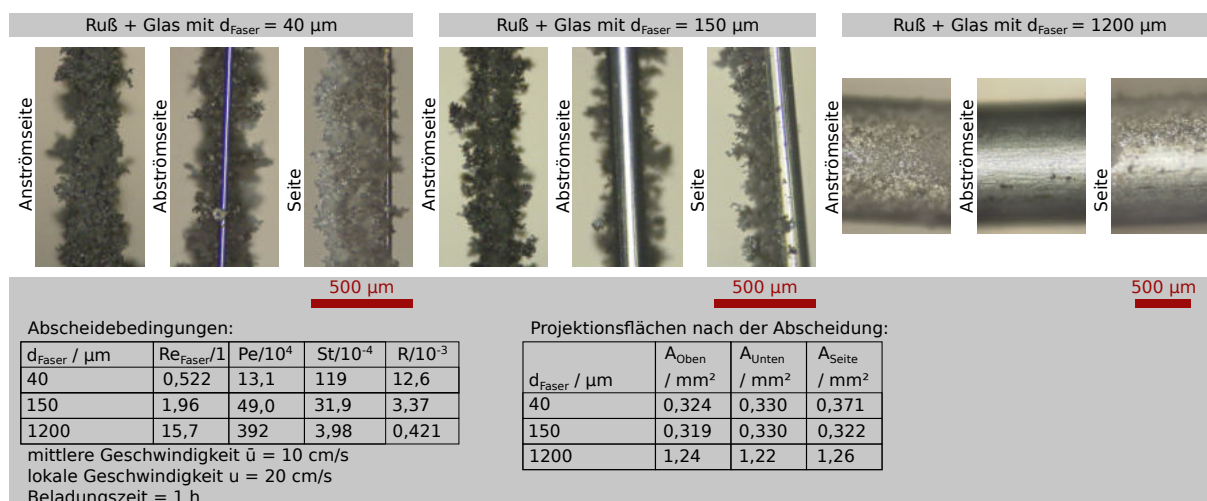 Ruß + Glas mit dFaser = 40 µm
Ruß + Glas mit dFaser = 150 µm
Ruß + Glas mit dFaser = 1200 µm
Anströmseite
Abströmseite
Seite
Anströmseite
Abströmseite
Seite
Anströmseite
Abströmseite
Seite
500 µm
500 µm
500 µm
Abscheidebedingungen:
dFaser / µm ReFaser/1 Pe/10⁴ St/10⁻⁴ R/10⁻³
40 0,522 13,1 119 12,6
150 1,96 49,0 31,9 3,37
1200 15,7 392 3,98 0,421
mittlere Geschwindigkeit ū = 10 cm/s
lokale Geschwindigkeit u = 20 cm/s
Beladungszeit = 1 h
Projektionsflächen nach der Abscheidung:
AOben AUnten ASeite
dFaser / µm / mm² / mm² / mm²
40 0,324 0,330 0,371
150 0,319 0,330 0,322
1200 1,24 1,22 1,26